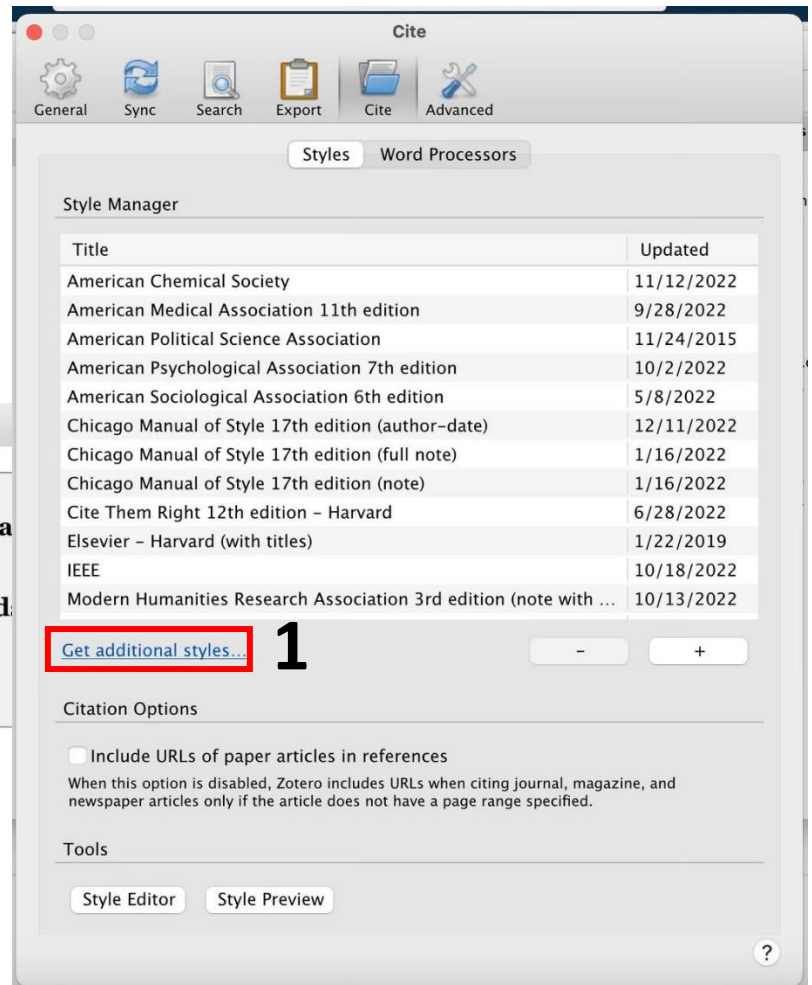 Cite
General Sync Search Export Cite Advanced
Styles Word Processors
Style Manager
Title Updated
American Chemical Society 11/12/2022
American Medical Association 11th edition 9/28/2022
American Political Science Association 11/24/2015
American Psychological Association 7th edition 10/2/2022
American Sociological Association 6th edition 5/8/2022
Chicago Manual of Style 17th edition (author-date) 12/11/2022
Chicago Manual of Style 17th edition (full note) 1/16/2022
Chicago Manual of Style 17th edition (note) 1/16/2022
Cite Them Right 12th edition - Harvard 6/28/2022
Elsevier - Harvard (with titles) 1/22/2019
IEEE 10/18/2022
Modern Humanities Research Association 3rd edition (note with ... 10/13/2022
Get additional styles... 1 - +
Citation Options
Include URLs of paper articles in references
When this option is disabled, Zotero includes URLs when citing journal, magazine, and
newspaper articles only if the article does not have a page range specified.
Tools
Style Editor Style Preview
?